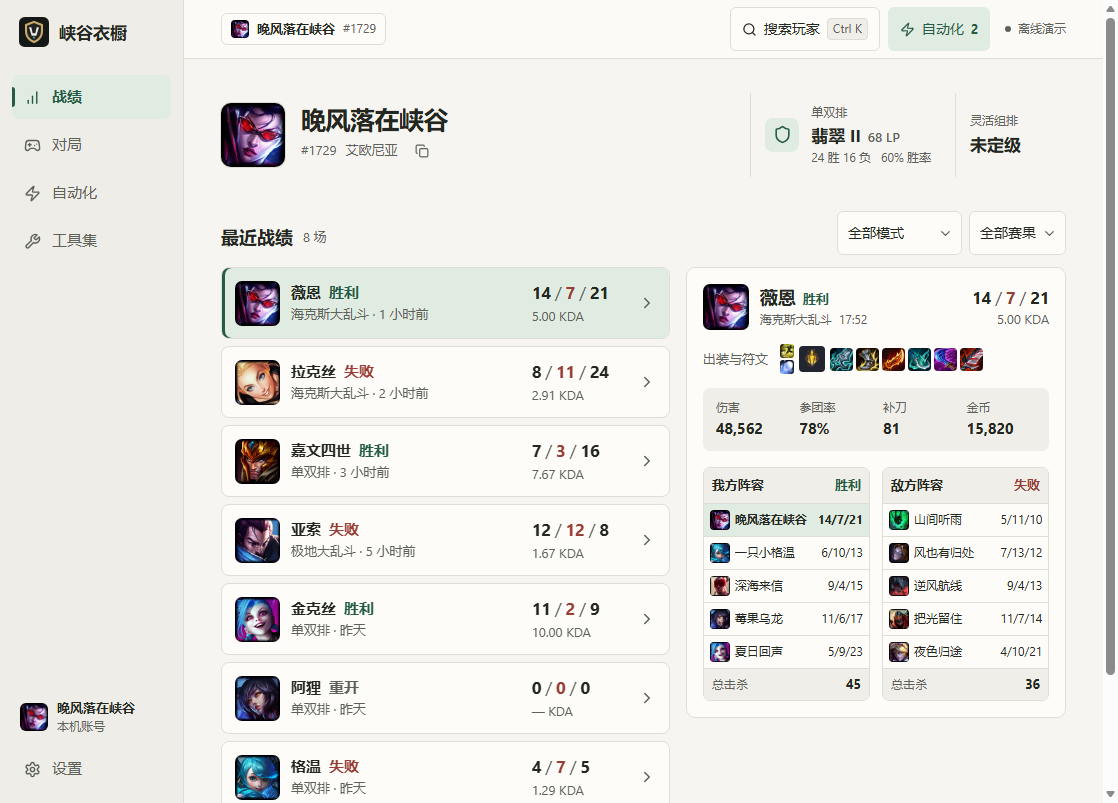 峡谷衣橱
战绩
对局
自动化
工具集
晚风落在峡谷
本机账号
设置
晚风落在峡谷 #1729
搜索玩家 Ctrl K
自动化 2
离线演示
晚风落在峡谷
#1729 艾欧尼亚
单双排
翡翠 II 68 LP
24 胜 16 负 60% 胜率
灵活组排
未定级
最近战绩 8 场
全部模式
全部赛果
薇恩 胜利
海克斯大乱斗 · 1 小时前
14 / 7 / 21
5.00 KDA
拉克丝 失败
海克斯大乱斗 · 2 小时前
8 / 11 / 24
2.91 KDA
嘉文四世 胜利
单双排 · 3 小时前
7 / 3 / 16
7.67 KDA
亚索 失败
极地大乱斗 · 5 小时前
12 / 12 / 8
1.67 KDA
金克丝 胜利
单双排 · 昨天
11 / 2 / 9
10.00 KDA
阿狸 重开
单双排 · 昨天
0 / 0 / 0
— KDA
格温 失败
单双排 · 昨天
4 / 7 / 5
1.29 KDA
薇恩 胜利
海克斯大乱斗 17:52
14 / 7 / 21
5.00 KDA
出装与符文
伤害
48,562
参团率
78%
补刀
81
金币
15,820
我方阵容 胜利
晚风落在峡谷 14/7/21
一只小格温 6/10/13
深海来信 9/4/15
莓果乌龙 11/6/17
夏日回声 5/9/23
总击杀 45
敌方阵容 失败
山间听雨 5/11/10
风也有归处 7/13/12
逆风航线 9/4/13
把光留住 11/7/14
夜色归途 4/10/21
总击杀 36